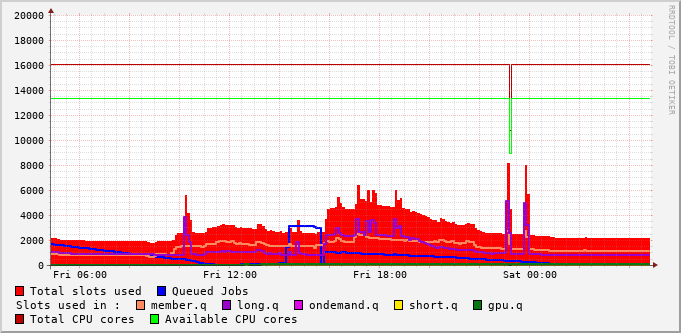 20000
18000
16000
14000
12000
10000
8000
6000
4000
2000
0
Fri 06:00 Fri 12:00 Fri 18:00 Sat 00:00
RRDTOOL / TOBI OETIKER
Total slots used Queued Jobs
Slots used in : member.q long.q ondemand.q short.q gpu.q
Total CPU cores Available CPU cores